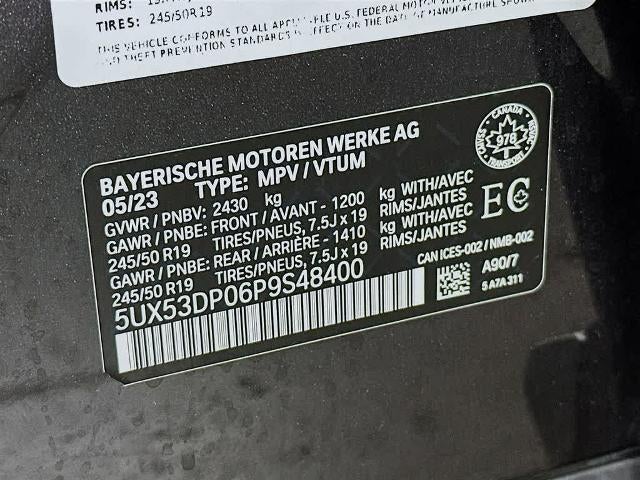 RIMS:
TIRES: 245/50R19
THIS VEHICLE CONFORMS TO ALL U.S. FEDERAL MOTOR
AND THEFT PREVENTION STANDARDS IN EFFECT ON THE DATE OF MANUFACTURE SHOWN
BAYERISCHE MOTOREN WERKE AG
05/23 TYPE: MPV / VTUM
GVWR / PNBV: 2430 kg
GAWR / PNBE: FRONT / AVANT - 1200 kg WITH/AVEC
245/50 R19 TIRES/PNEUS, 7.5J x 19 RIMS/JANTES
GAWR / PNBE: REAR / ARRIÈRE - 1410 kg WITH/AVEC
245/50 R19 TIRES/PNEUS, 7.5J x 19 RIMS/JANTES
5UX53DP06P9S48400
CANADA
978
TRANSPORT
EC
CAN ICES-002 / NMB-002
A90/7
5 A7A 311